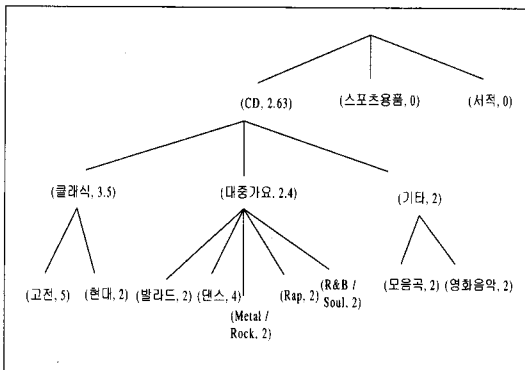 (CD, 2.63) (스포츠용품, 0) (서적, 0)
(클래식, 3.5) (대중가요, 2.4) (기타, 2)
(고전, 5) (현대, 2) (발라드, 2) (댄스, 4) (Metal / Rock, 2) (Rap, 2) (R&B / Soul, 2) (모음곡, 2) (영화음악, 2)